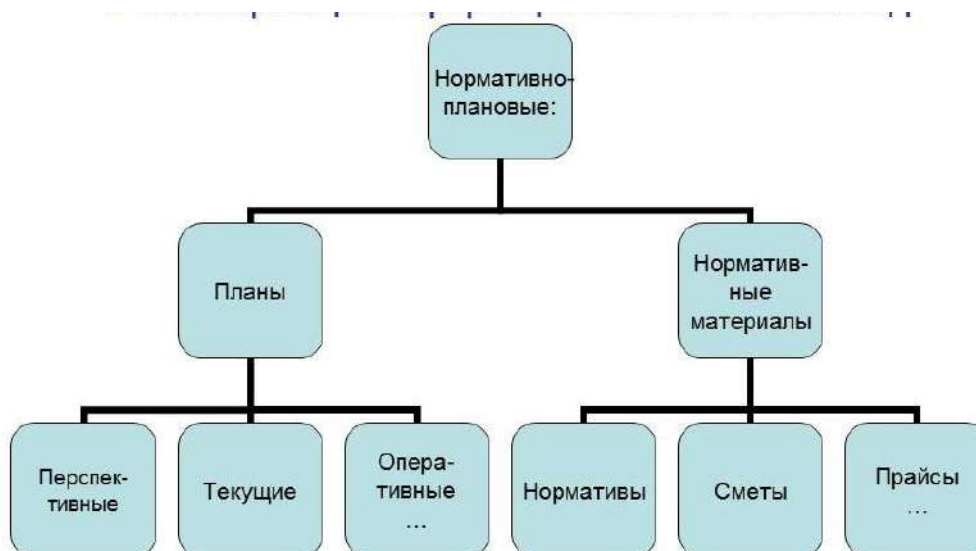 Нормативно-
плановые:
Планы
Норматив-
ные
материалы
Перспек-
тивные
Текущие
Опера-
тивные
...
Нормативы
Сметы
Прайсы
...